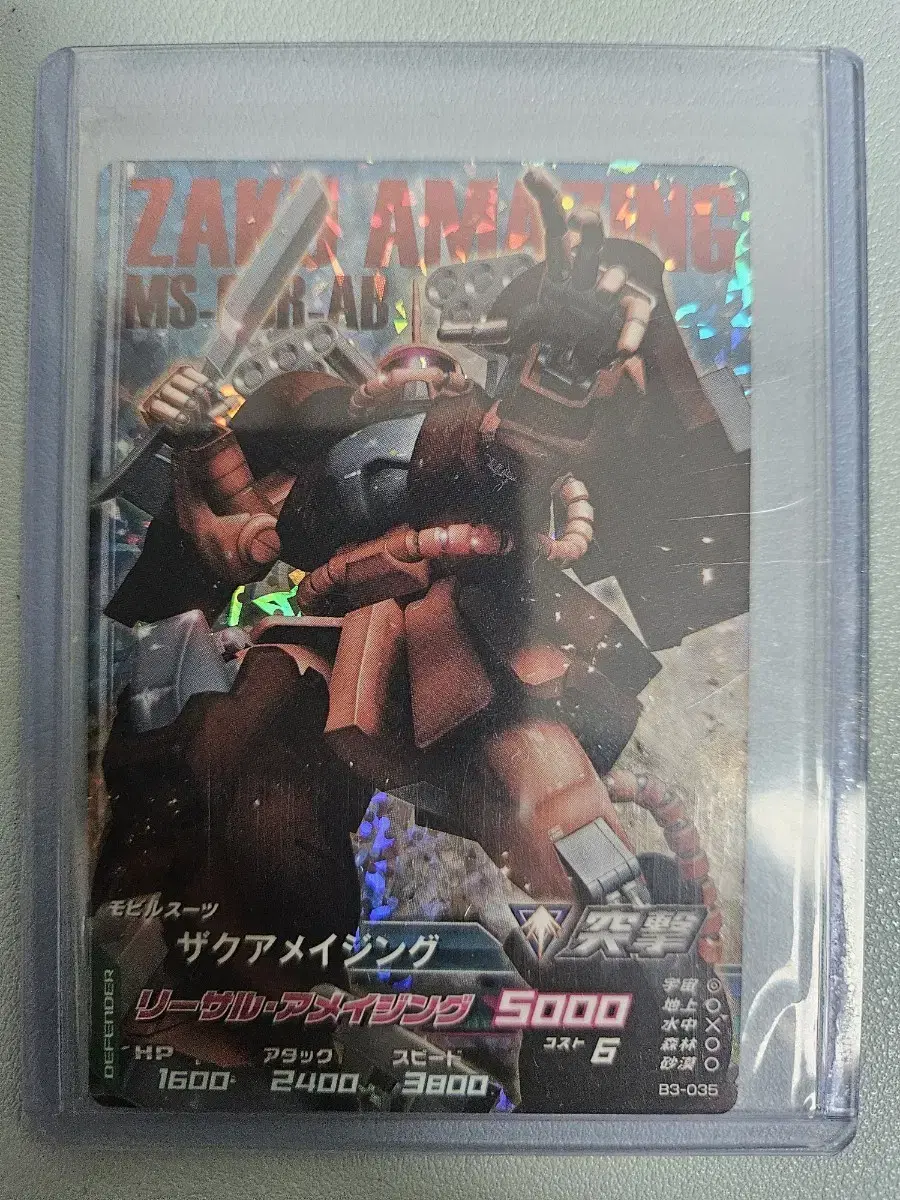 ZAKU AMAZING
MS-06R-AB
モビルスーツ
ザクアメイジング
突撃
リーサル・アメイジング 5000
コスト 6
DEFENDER
HP 1600
アタック 2400
スピード 3800
宇宙 ◎
地上 ○
水中 ×
森林 ○
砂漠 ○
B3-035